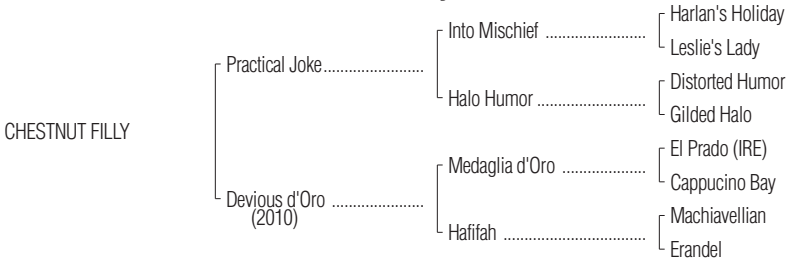 Harlan's Holiday
Into Mischief ........................
Leslie's Lady
Practical Joke........................
Distorted Humor
Halo Humor ..........................
Gilded Halo
CHESTNUT FILLY
El Prado (IRE)
Medaglia d'Oro ....................
Cappucino Bay
Devious d'Oro ......................
(2010)
Machiavellian
Hafifah ..................................
Erandel